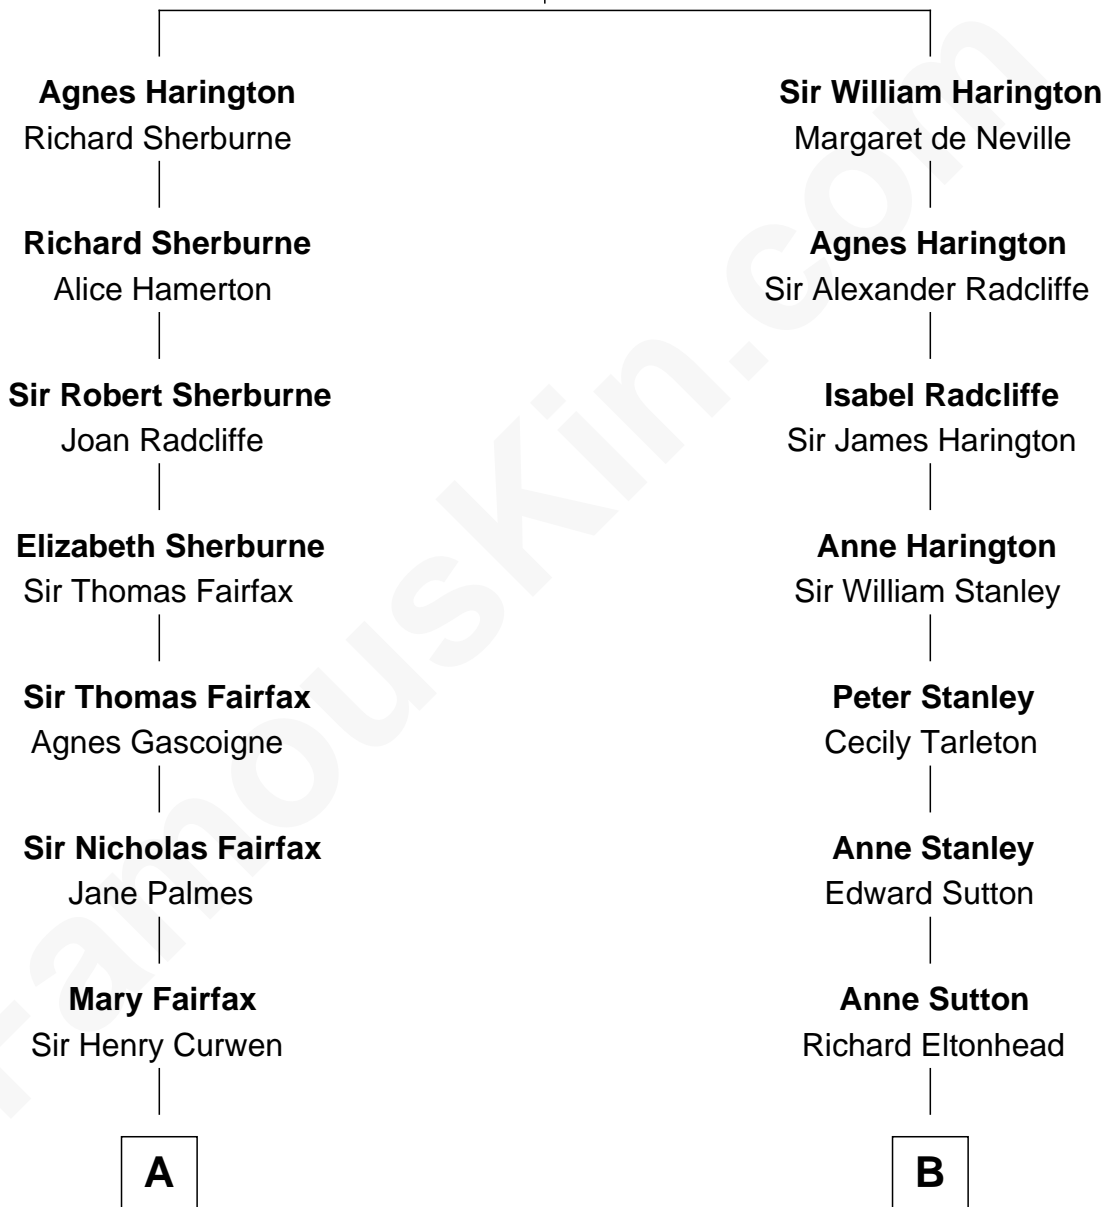 Agnes Harington
Richard Sherburne
Richard Sherburne
Alice Hamerton
Sir Robert Sherburne
Joan Radcliffe
Elizabeth Sherburne
Sir Thomas Fairfax
Sir Thomas Fairfax
Agnes Gascoigne
Sir Nicholas Fairfax
Jane Palmes
Mary Fairfax
Sir Henry Curwen
A
Sir William Harington
Margaret de Neville
Agnes Harington
Sir Alexander Radcliffe
Isabel Radcliffe
Sir James Harington
Anne Harington
Sir William Stanley
Peter Stanley
Cecily Tarleton
Anne Stanley
Edward Sutton
Anne Sutton
Richard Eltonhead
B
FamousKin.com